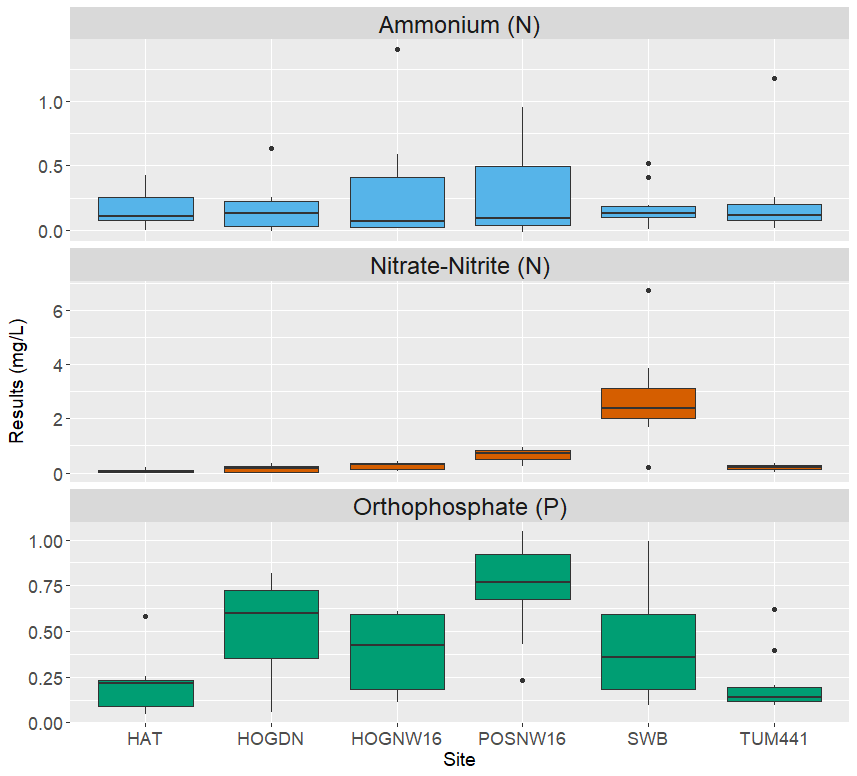 Ammonium (N)
1.0
0.5
0.0
Nitrate-Nitrite (N)
6
4
2
0
Results (mg/L)
Orthophosphate (P)
1.00
0.75
0.50
0.25
0.00
HAT HOGDN HOGNW16 POSNW16 SWB TUM441
Site